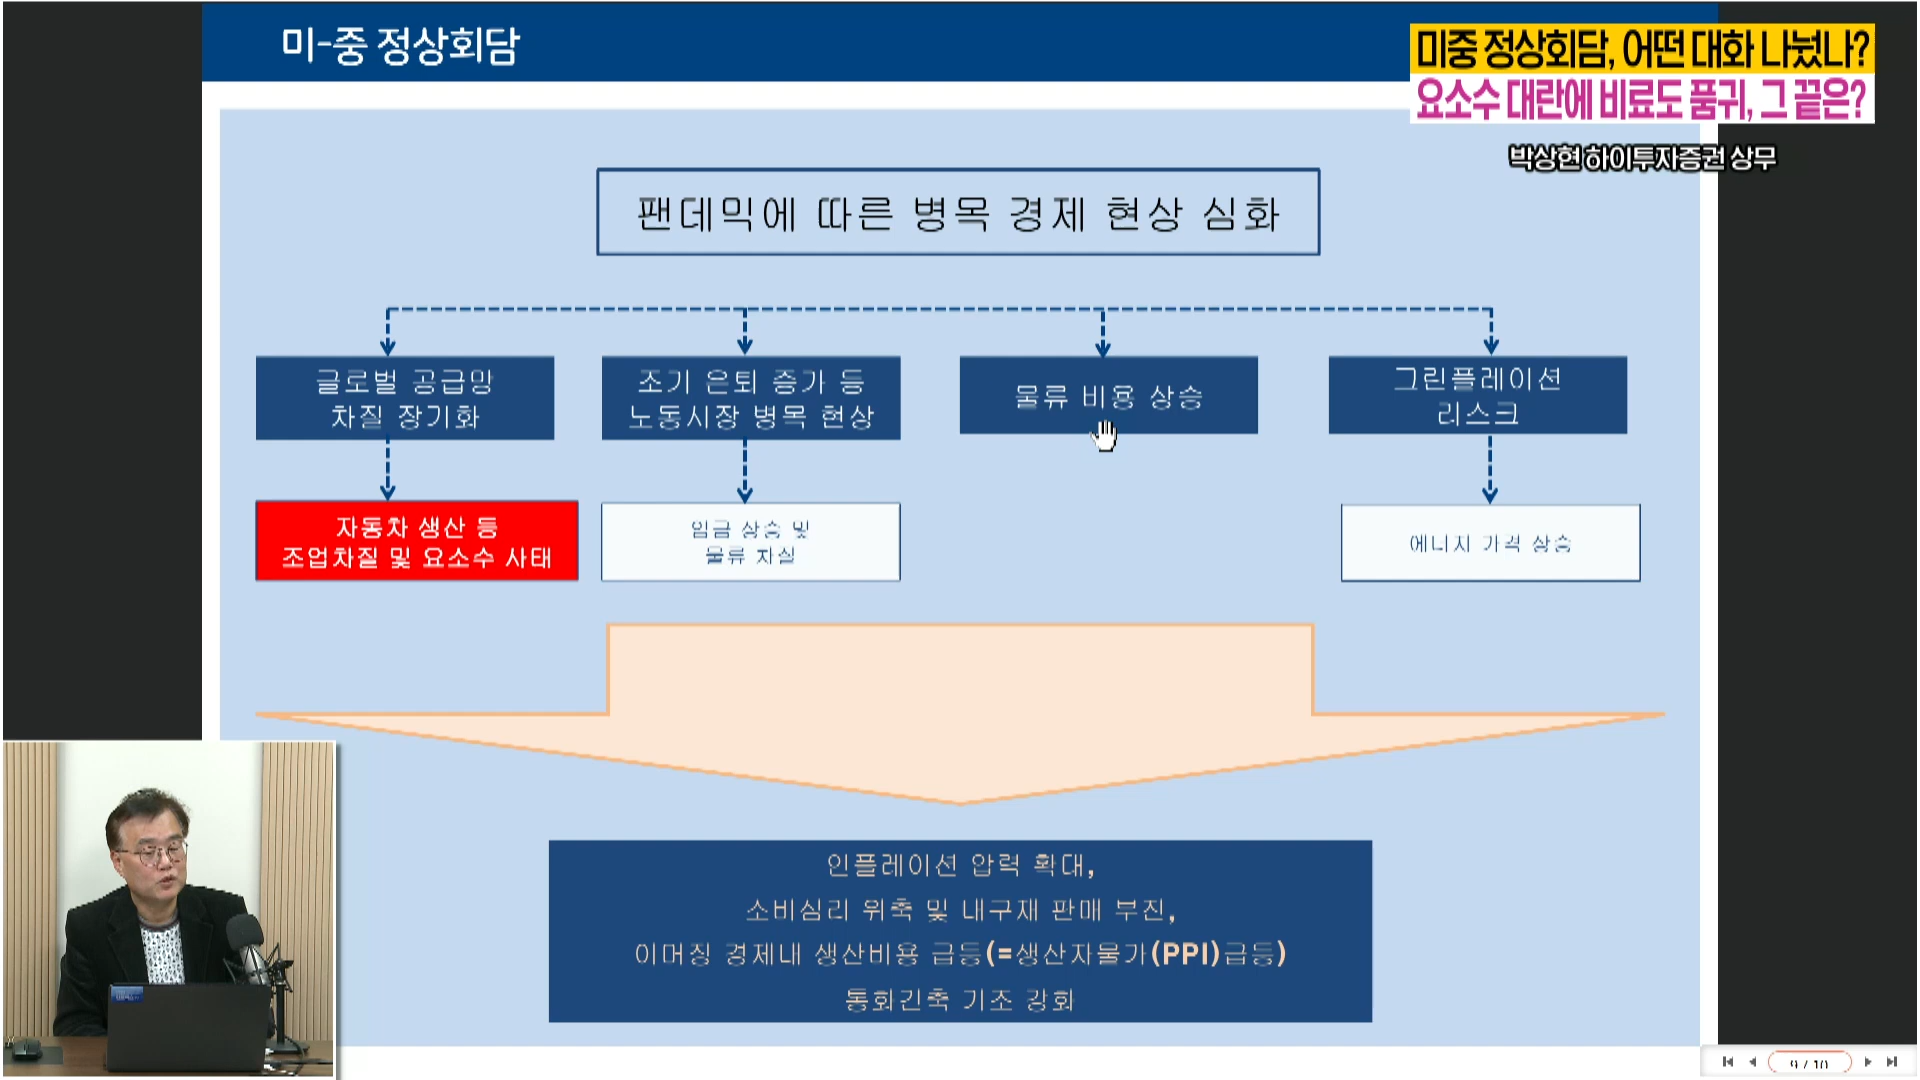 미-중 정상회담
미중 정상회담, 어떤 대화 나눴나?
요소수 대란에 비료도 품귀, 그 끝은?
박상현 하이투자증권 상무
팬데믹에 따른 병목 경제 현상 심화
글로벌 공급망
차질 장기화
조기 은퇴 증가 등
노동시장 병목 현상
물류 비용 상승
그린플레이션
리스크
자동차 생산 등
조업차질 및 요소수 사태
임금 상승 및
물류 차질
에너지 가격 상승
인플레이션 압력 확대,
소비심리 위축 및 내구재 판매 부진,
이머징 경제내 생산비용 급등(=생산자물가(PPI)급등)
통화긴축 기조 강화
9 / 10